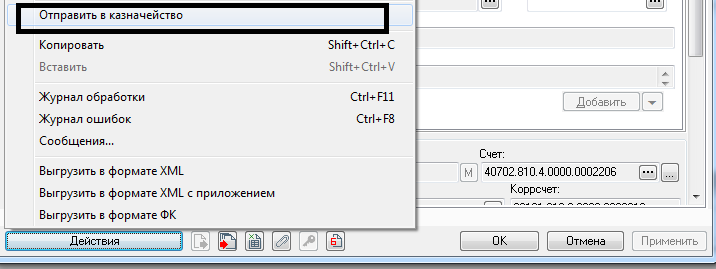 Отправить в казначейство
Копировать Shift+Ctrl+C
Вставить Shift+Ctrl+V
Добавить
Журнал обработки Ctrl+F11
Журнал ошибок Ctrl+F8
Сообщения...
Счет:
Выгрузить в формате XML
М 40702.810.4.0000.0002206 ... ...
Выгрузить в формате XML с приложением
Коррсчет:
Выгрузить в формате ФК
Действия 6 OK Отмена Применить